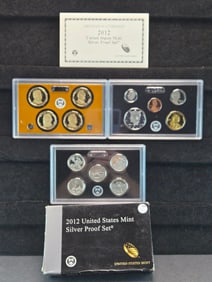 2012
United States Mint
Silver Proof Set
2012 United States Mint
Silver Proof Set®
UNITED STATES MINT